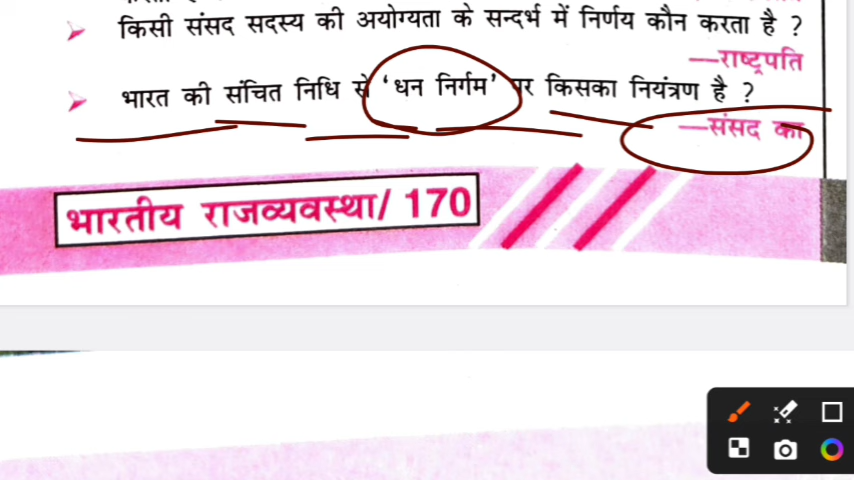 किसी संसद सदस्य की अयोग्यता के सन्दर्भ में निर्णय कौन करता है ?
—राष्ट्रपति
भारत की संचित निधि से ‘धन निर्गम’ पर किसका नियंत्रण है ?
—संसद का
भारतीय राजव्यवस्था/ 170